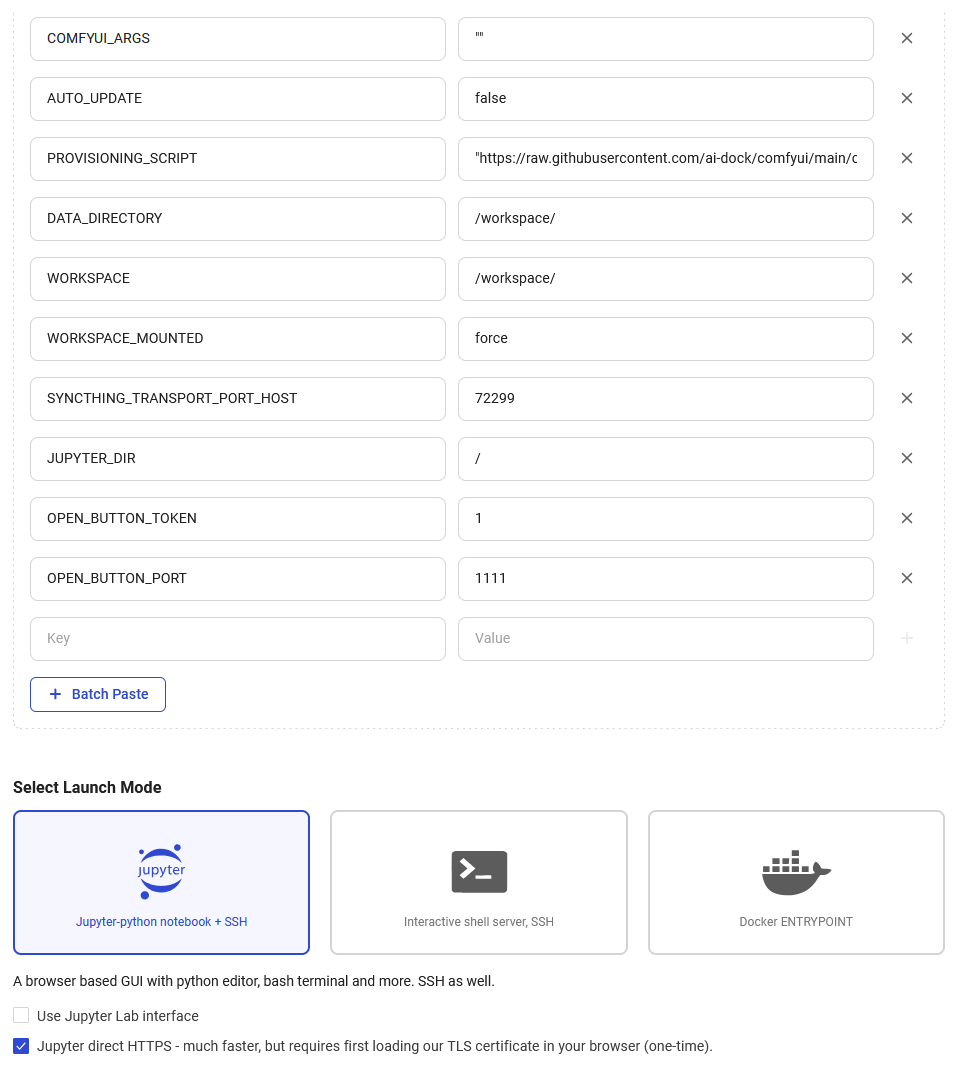 COMFYUI_ARGS ""
AUTO_UPDATE false
PROVISIONING_SCRIPT "https://raw.githubusercontent.com/ai-dock/comfyui/main/c
DATA_DIRECTORY /workspace/
WORKSPACE /workspace/
WORKSPACE_MOUNTED force
SYNCTHING_TRANSPORT_PORT_HOST 72299
JUPYTER_DIR /
OPEN_BUTTON_TOKEN 1
OPEN_BUTTON_PORT 1111
Key Value
Batch Paste
Select Launch Mode
jupyter
Jupyter-python notebook + SSH Interactive shell server, SSH Docker ENTRYPOINT
A browser based GUI with python editor, bash terminal and more. SSH as well.
Use Jupyter Lab interface
Jupyter direct HTTPS - much faster, but requires first loading our TLS certificate in your browser (one-time).